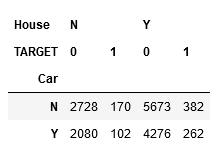 House N Y
TARGET 0 1 0 1
Car
N 2728 170 5673 382
Y 2080 102 4276 262